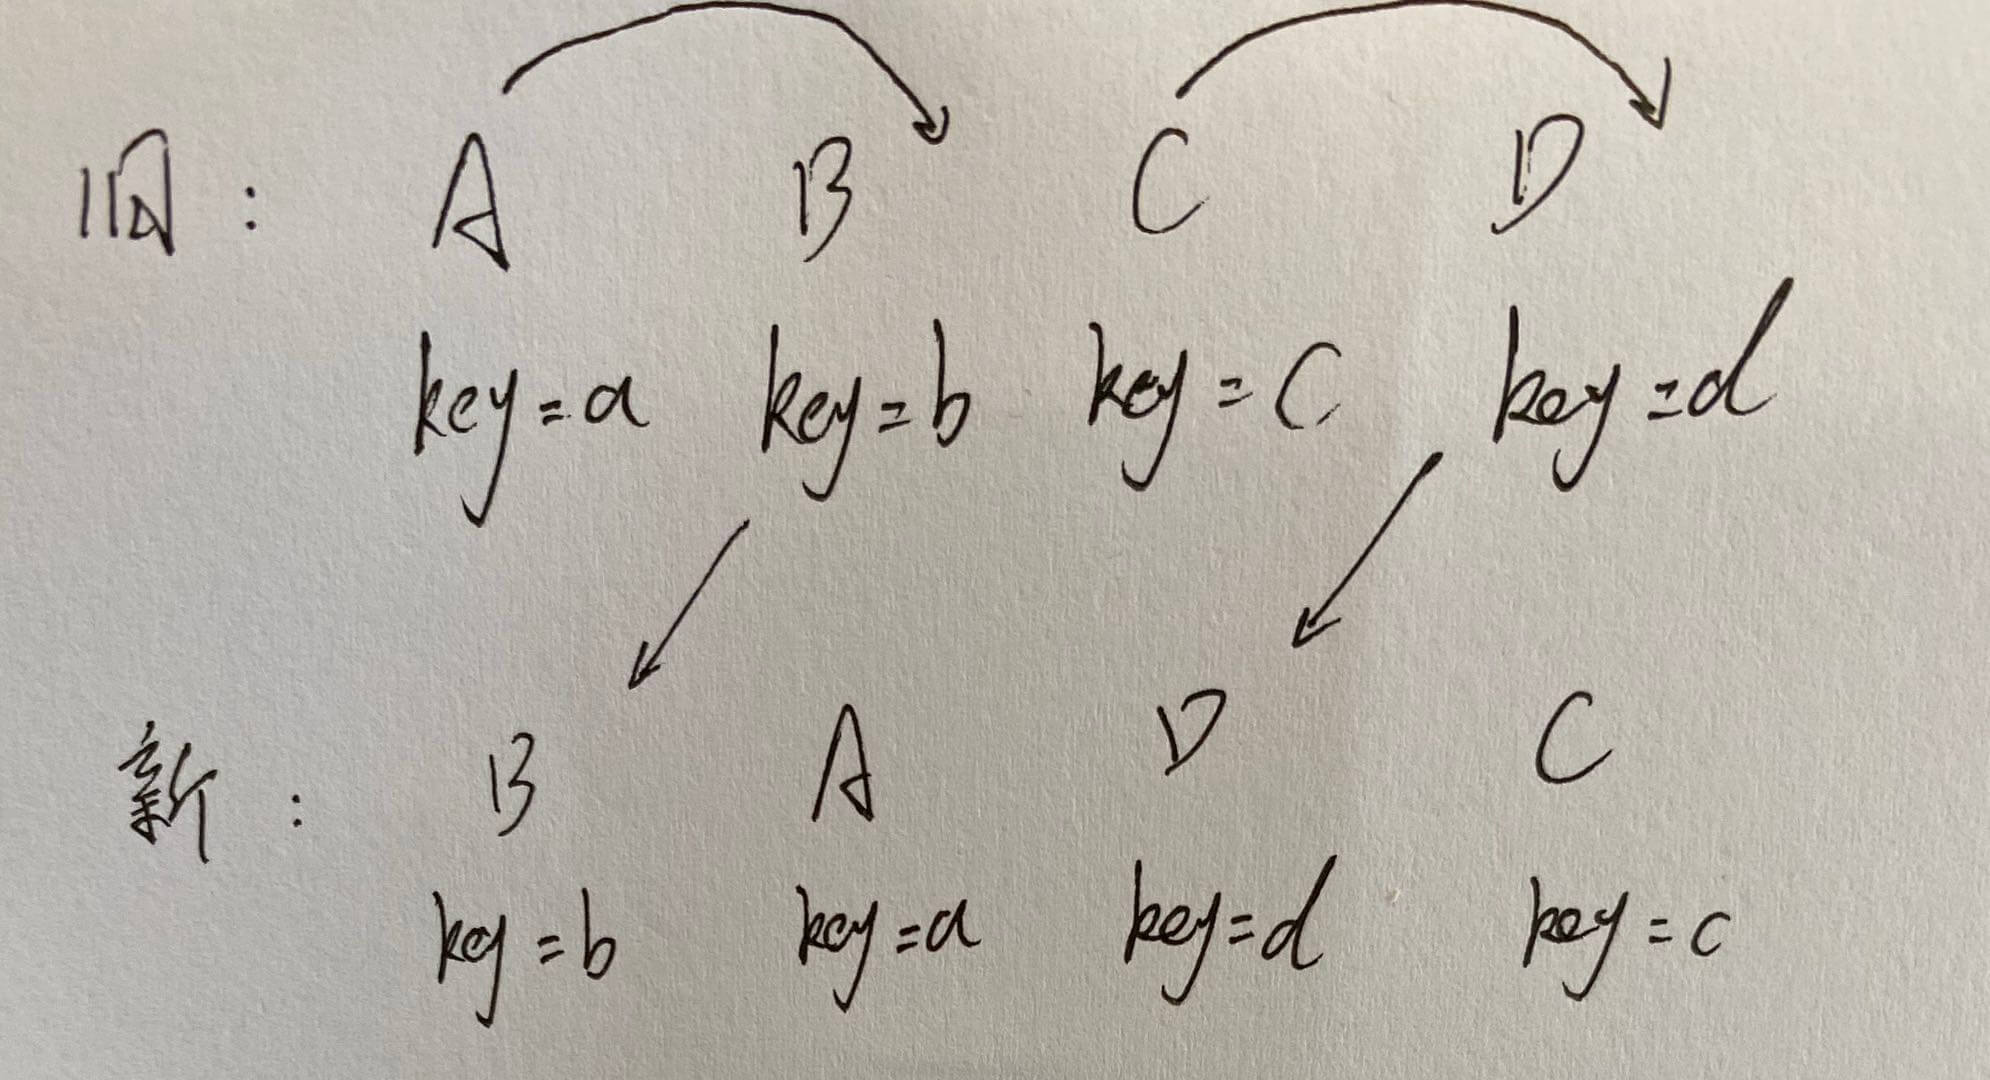 旧: A B C D
key=a key=b key=c key=d
新: B A D C
key=b key=a key=d key=c